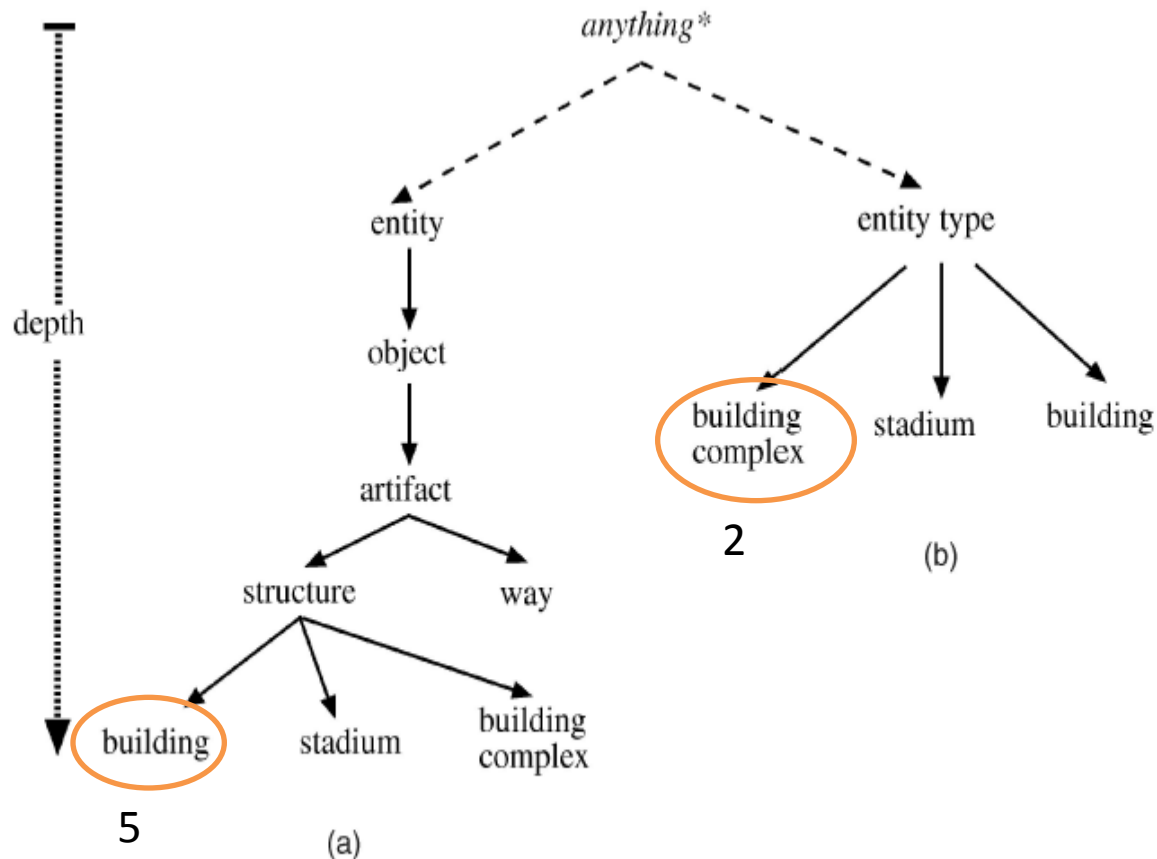 anything*
entity
entity type
depth
object
building
complex
stadium
building
artifact
2
(b)
structure
way
building
stadium
building
complex
5
(a)